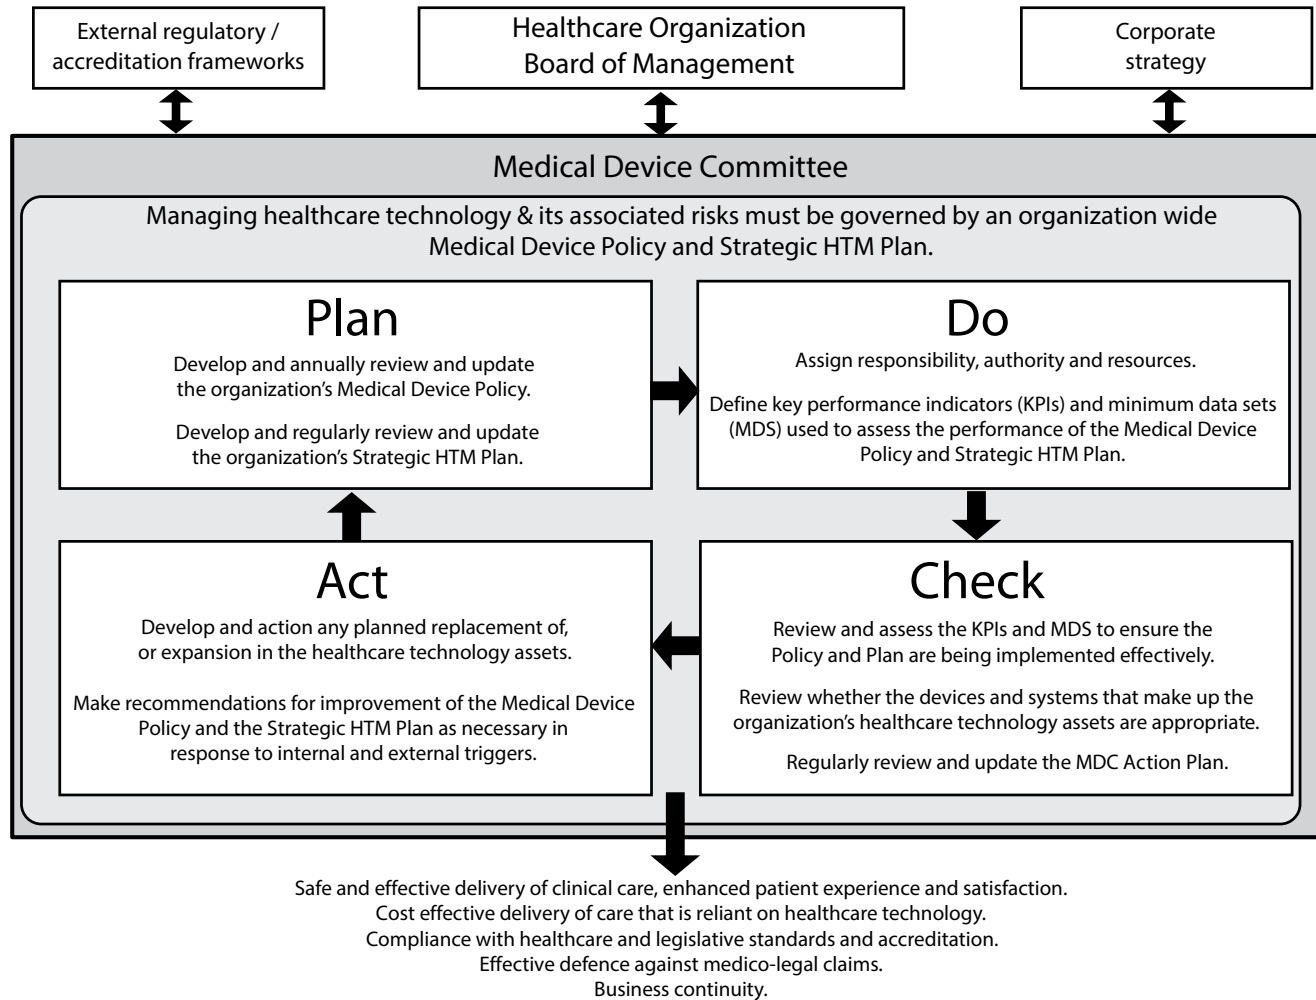 External regulatory /
accreditation frameworks
Healthcare Organization
Board of Management
Corporate
strategy
Medical Device Committee
Managing healthcare technology & its associated risks must be governed by an organization wide
Medical Device Policy and Strategic HTM Plan.
Plan
Develop and annually review and update
the organization’s Medical Device Policy.
Develop and regularly review and update
the organization’s Strategic HTM Plan.
Do
Assign responsibility, authority and resources.
Define key performance indicators (KPIs) and minimum data sets
(MDS) used to assess the performance of the Medical Device
Policy and Strategic HTM Plan.
Act
Develop and action any planned replacement of,
or expansion in the healthcare technology assets.
Make recommendations for improvement of the Medical Device
Policy and the Strategic HTM Plan as necessary in
response to internal and external triggers.
Check
Review and assess the KPIs and MDS to ensure the
Policy and Plan are being implemented effectively.
Review whether the devices and systems that make up the
organization’s healthcare technology assets are appropriate.
Regularly review and update the MDC Action Plan.
Safe and effective delivery of clinical care, enhanced patient experience and satisfaction.
Cost effective delivery of care that is reliant on healthcare technology.
Compliance with healthcare and legislative standards and accreditation.
Effective defence against medico-legal claims.
Business continuity.